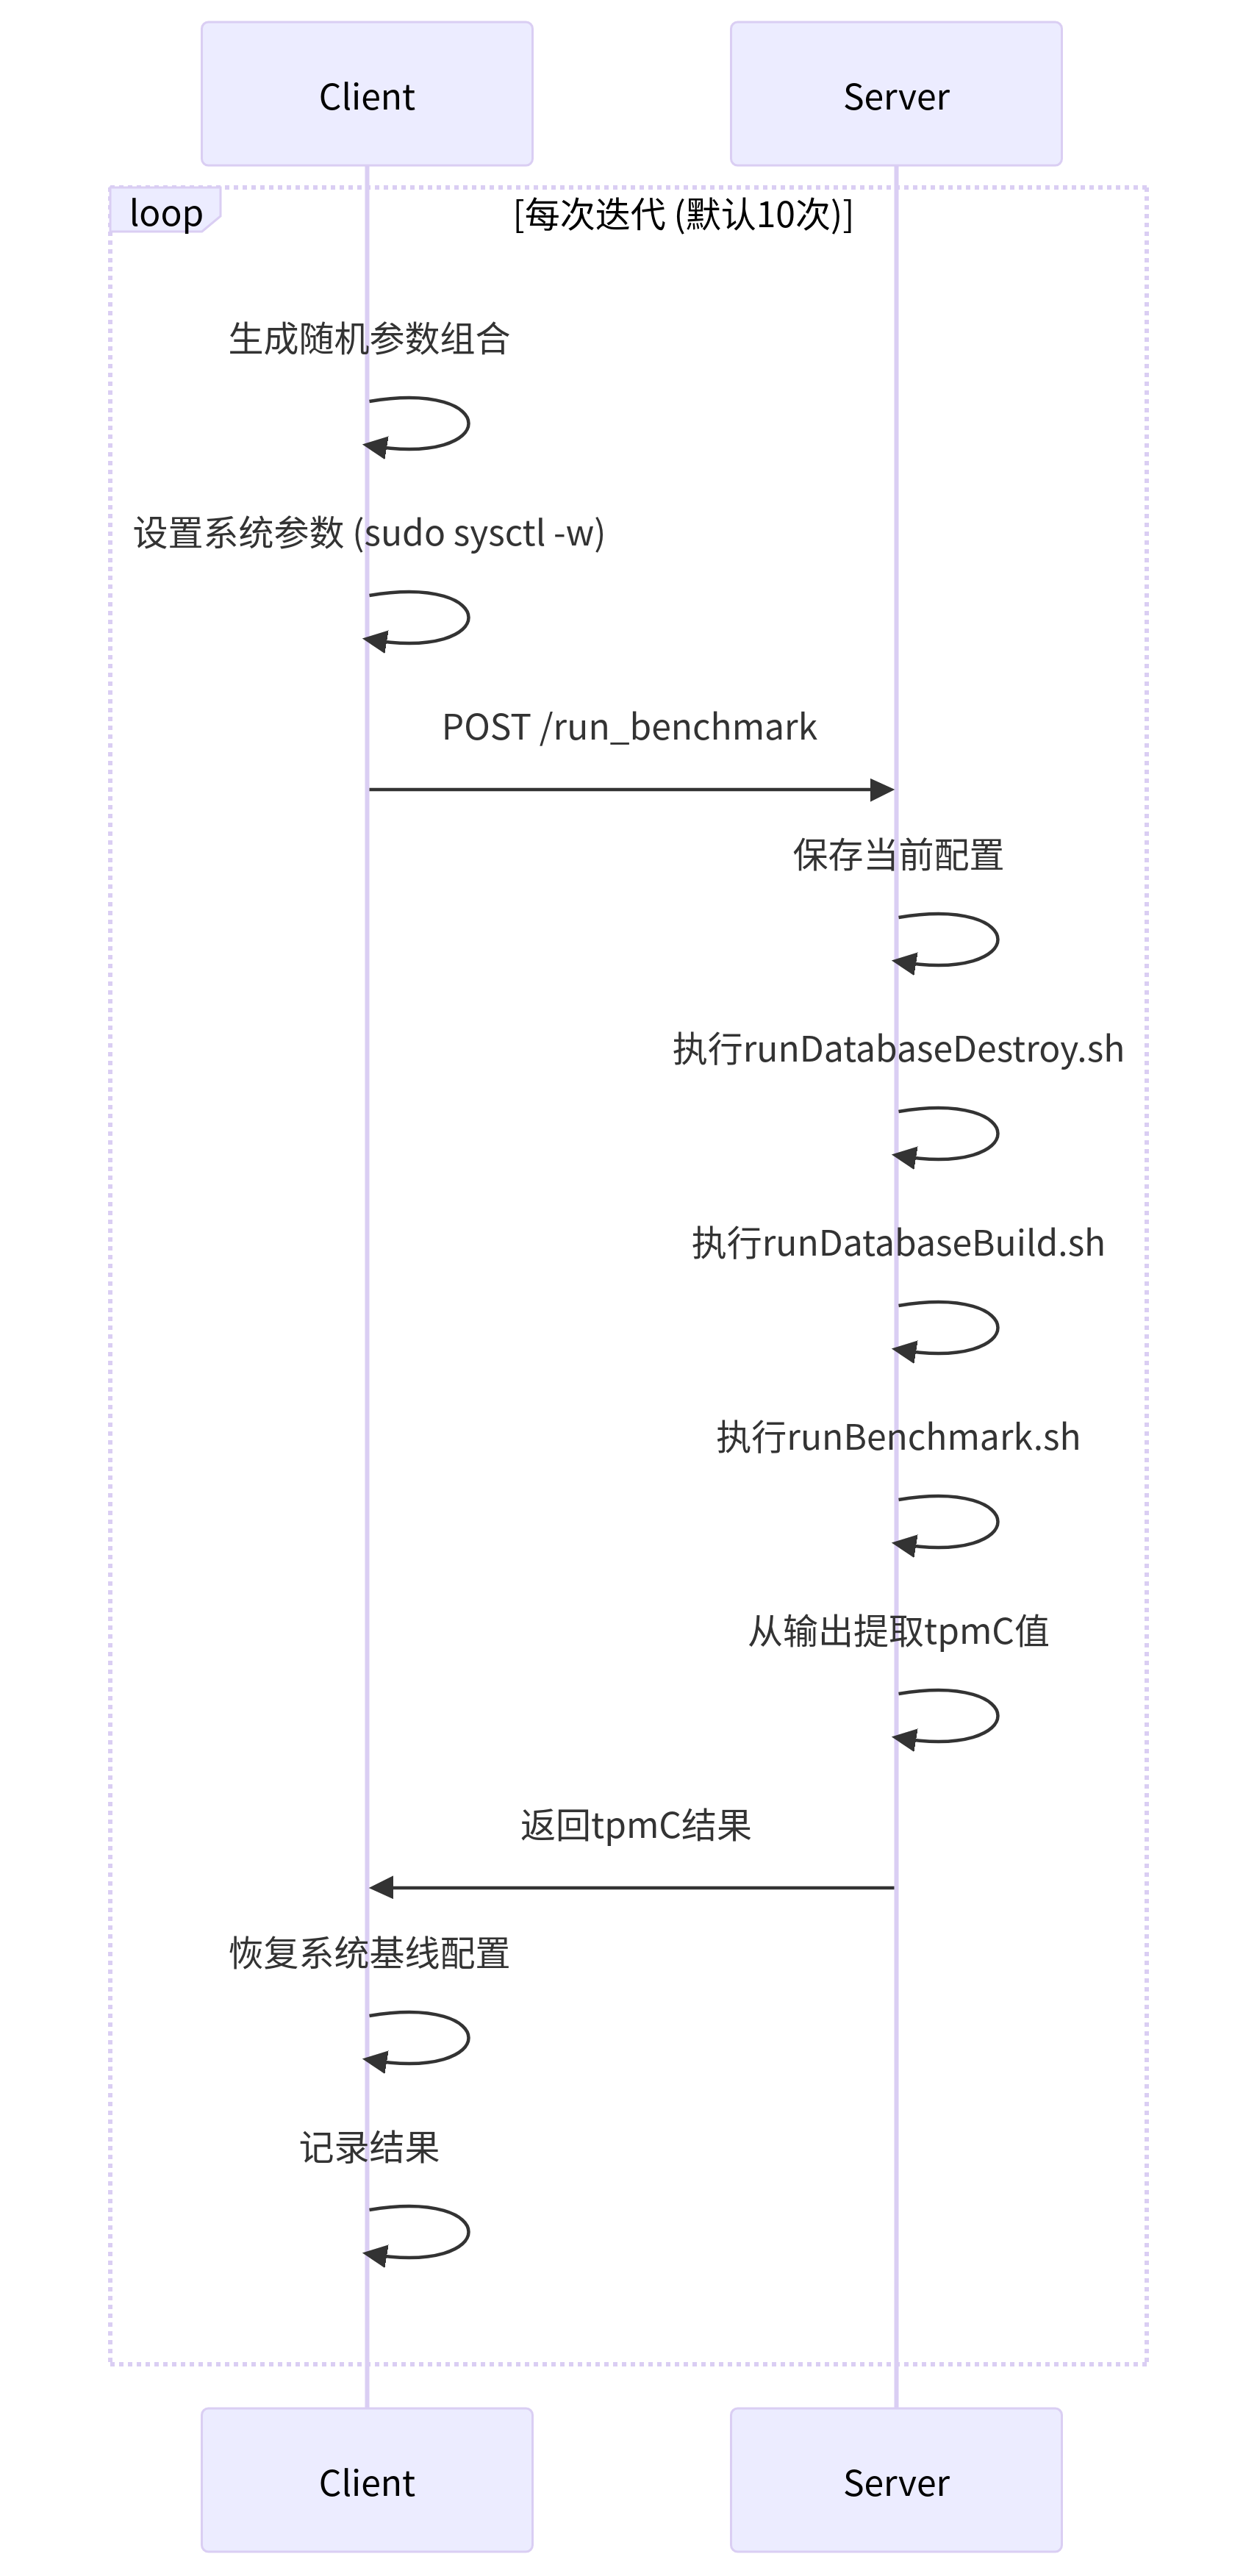 Client
Server
loop
[每次迭代 (默认10次)]
生成随机参数组合
设置系统参数 (sudo sysctl -w)
POST /run_benchmark
保存当前配置
执行runDatabaseDestroy.sh
执行runDatabaseBuild.sh
执行runBenchmark.sh
从输出提取tpmC值
返回tpmC结果
恢复系统基线配置
记录结果
Client
Server